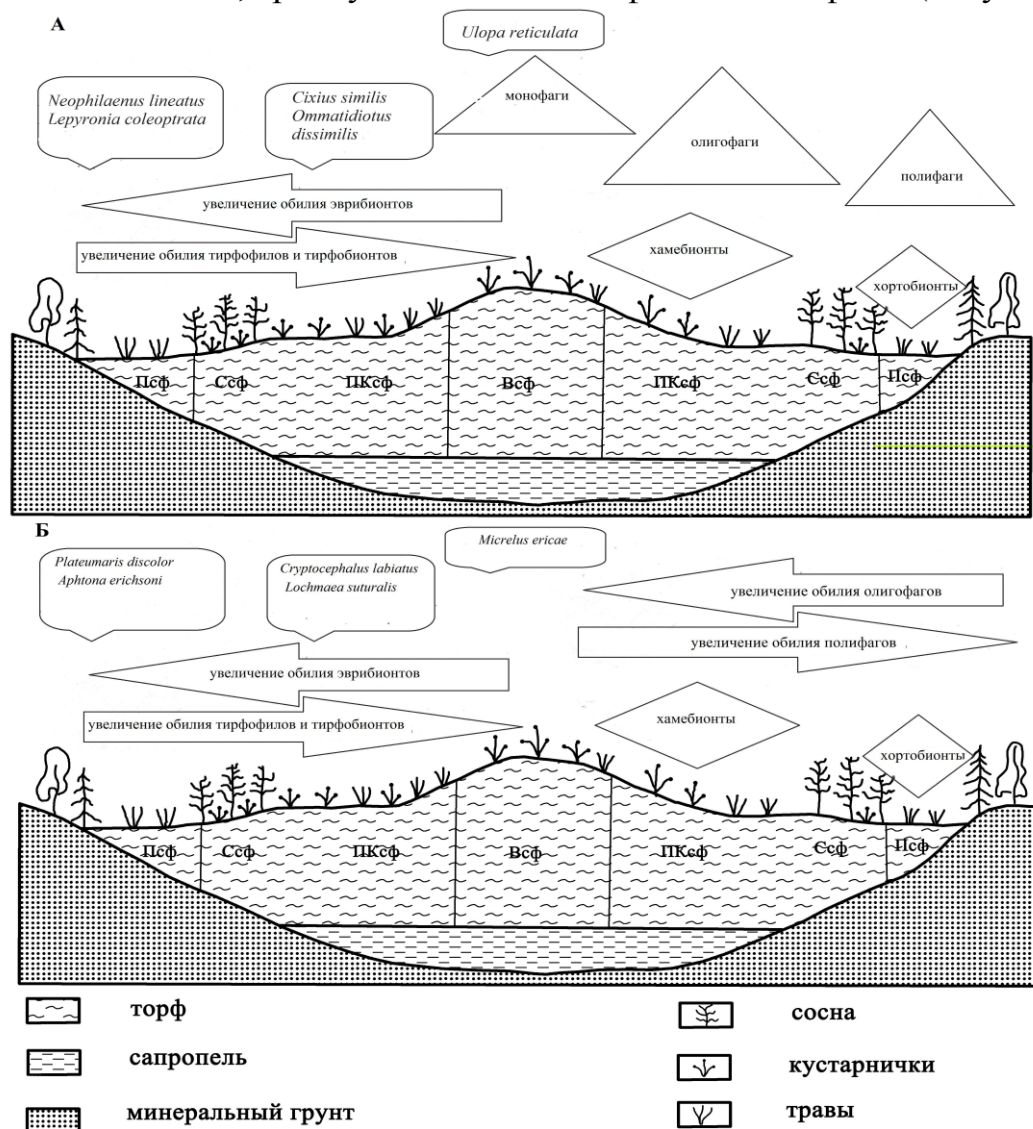 А
Ulopa reticulata
Neophilaenus lineatus
Lepyronia coleoptrata
Cixius similis
Ommatidiotus
dissimilis
монофаги
олигофаги
полифаги
увеличение обилия эврибионтов
увеличение обилия тирфофилов и тирфобионтов
хамебионты
хортобионты
Псф
Ссф
ПКсф
Всф
ПКсф
Ссф
Псф
Б
Plateumaris discolor
Aphtona erichsoni
Cryptocephalus labiatus
Lochmaea suturalis
Micrelus ericae
увеличение обилия олигофагов
увеличение обилия полифагов
увеличение обилия эврибионтов
увеличение обилия тирфофилов и тирфобионтов
хамебионты
хортобионты
Псф
Ссф
ПКсф
Всф
ПКсф
Ссф
Псф
торф
сапропель
минеральный грунт
сосна
кустарнички
травы